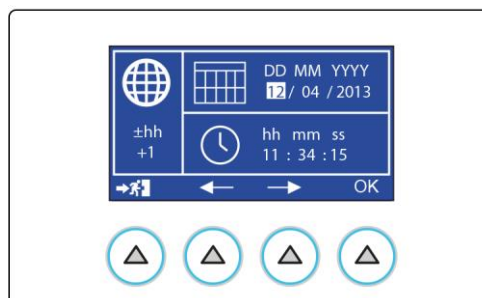 DD MM YYYY
12/ 04 / 2013
±hh
+1
hh mm ss
11 : 34 : 15
OK